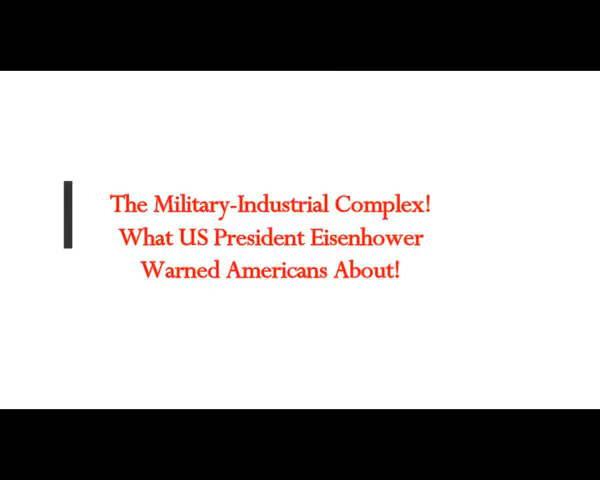 The Military-Industrial Complex!
What US President Eisenhower
Warned Americans About!